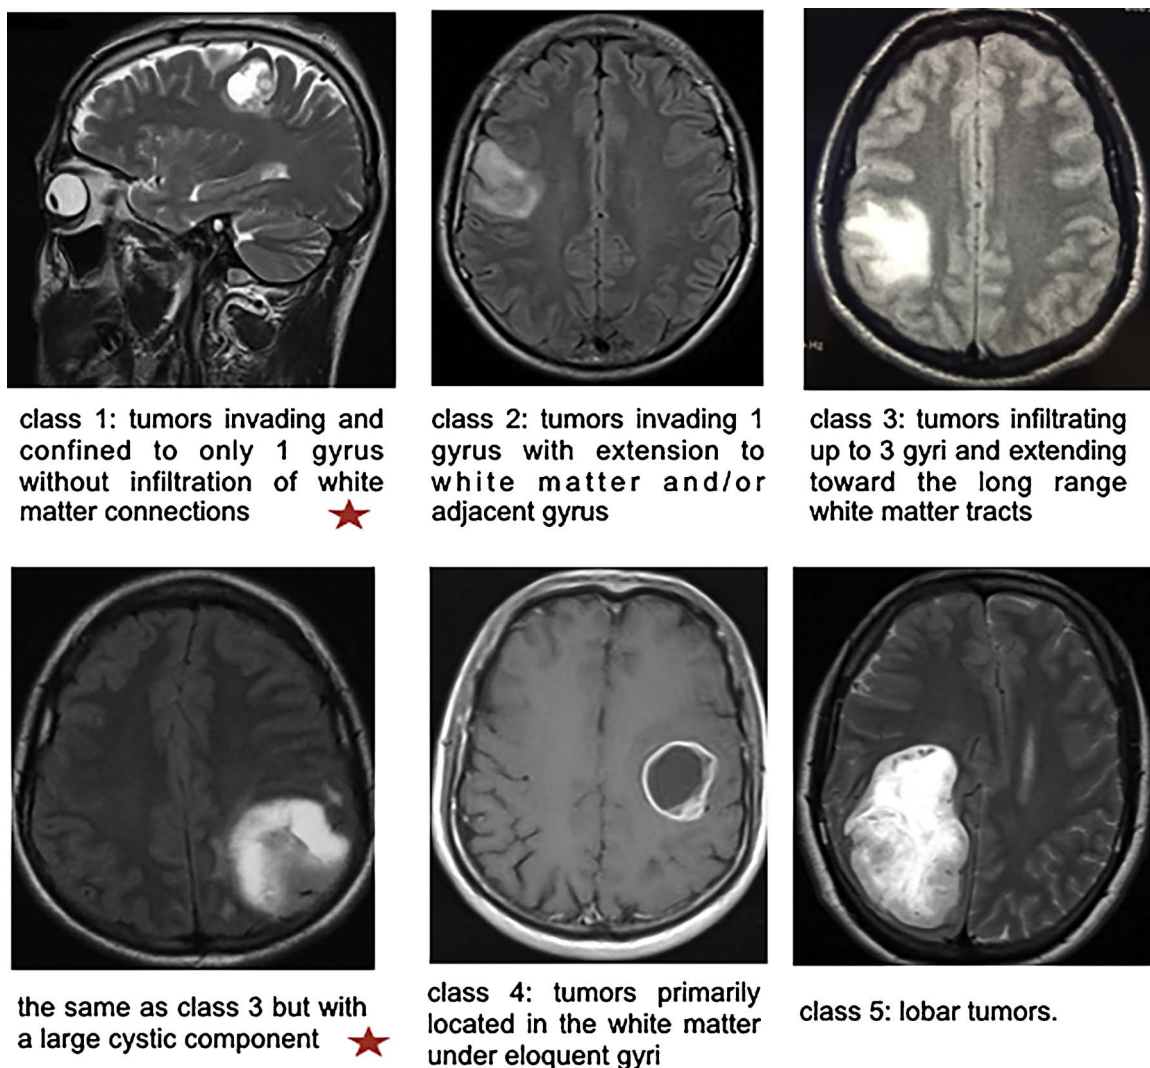 class 1: tumors invading and
confined to only 1 gyrus
without infiltration of white
matter connections
class 2: tumors invading 1
gyrus with extension to
white matter and/or
adjacent gyrus
Hz
class 3: tumors infiltrating
up to 3 gyri and extending
toward the long range
white matter tracts
the same as class 3 but with
a large cystic component
class 4: tumors primarily
located in the white matter
under eloquent gyri
class 5: lobar tumors.